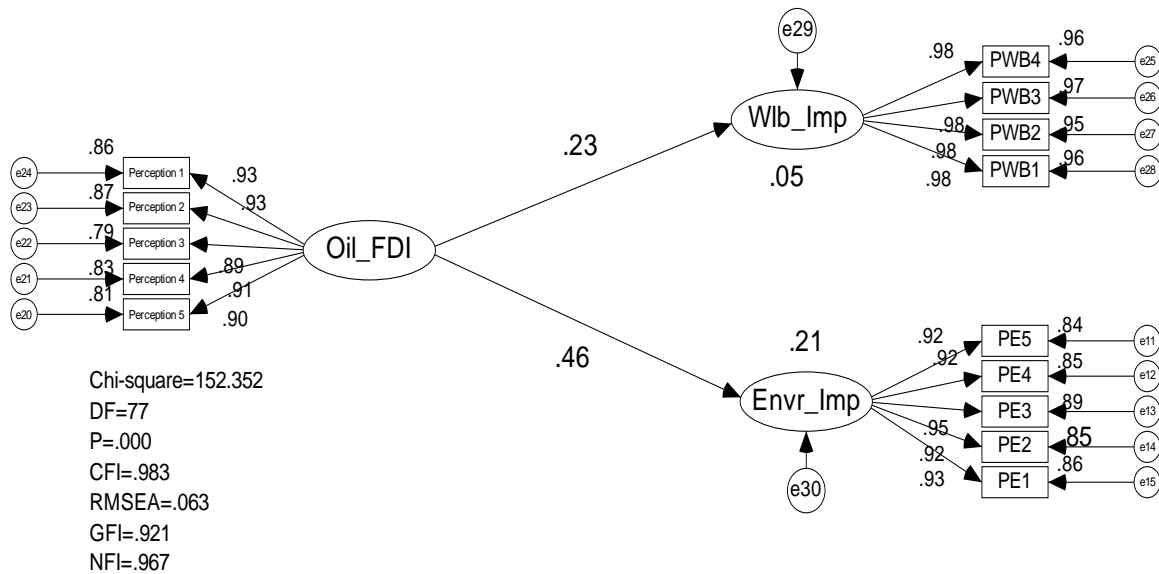 e29
.98
PWB4
.96
e25
PWB3
.97
e26
Wlb_Imp
.98
PWB2
.95
e27
.98
.98
PWB1
.96
e28
.05
.23
.86
e24
Perception 1
.93
.87
e23
Perception 2
.93
.79
e22
Perception 3
Oil_FDI
.83
e21
Perception 4
.89
.81
e20
Perception 5
.91
.90
.46
.21
.92
PE5
.84
e11
.92
PE4
.85
e12
Envr_Imp
PE3
.89
e13
.95
PE2
.85
e14
.92
.93
PE1
.86
e15
e30
Chi-square=152.352
DF=77
P=.000
CFI=.983
RMSEA=.063
GFI=.921
NFI=.967